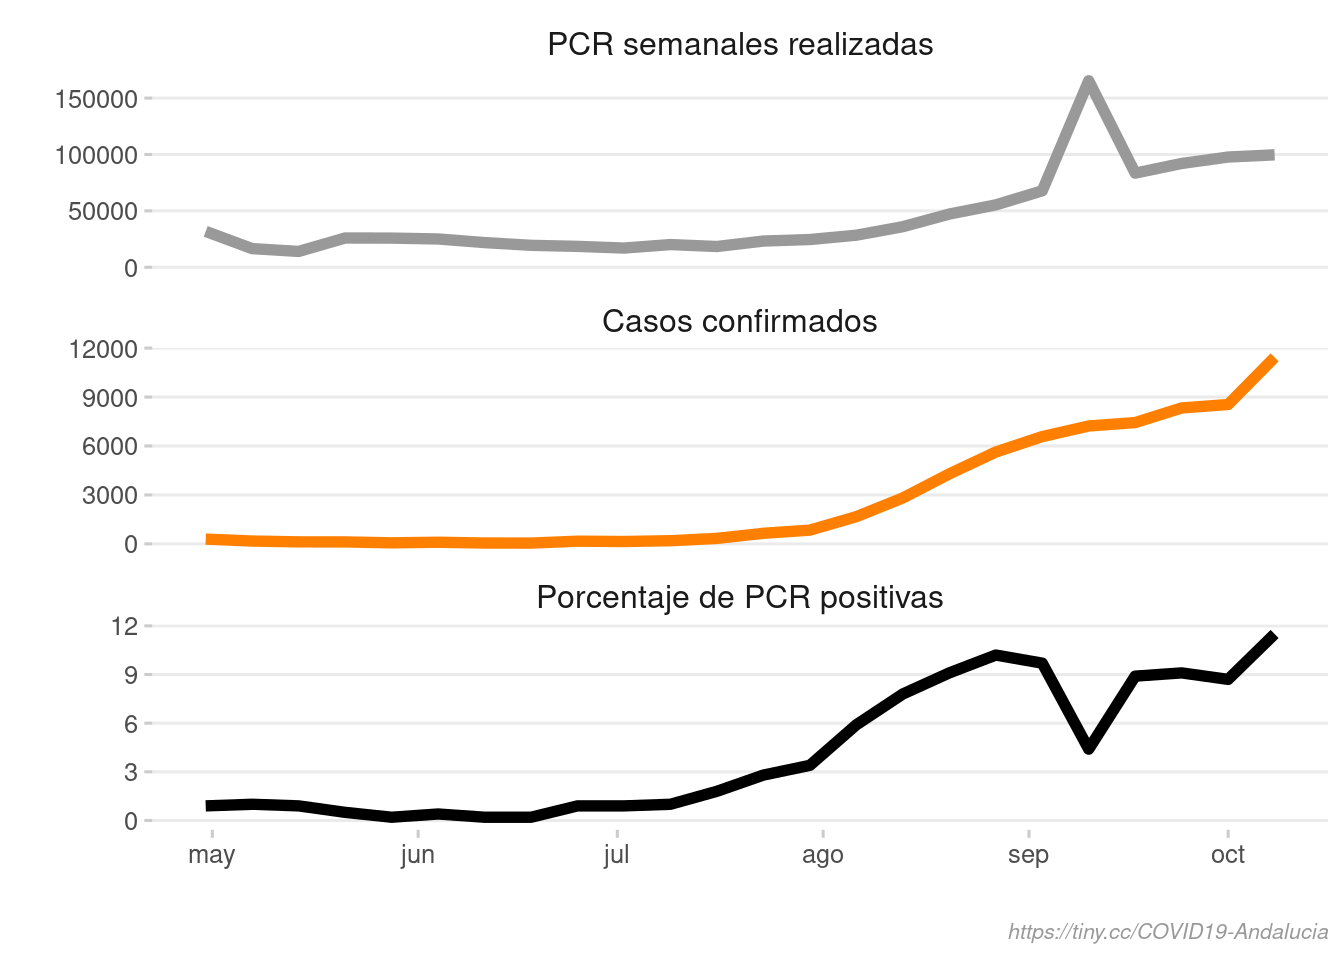 PCR semanales realizadas
150000
100000
50000
0
Casos confirmados
12000
9000
6000
3000
0
Porcentaje de PCR positivas
12
9
6
3
0
may jun jul ago sep oct
https://tiny.cc/COVID19-Andalucia